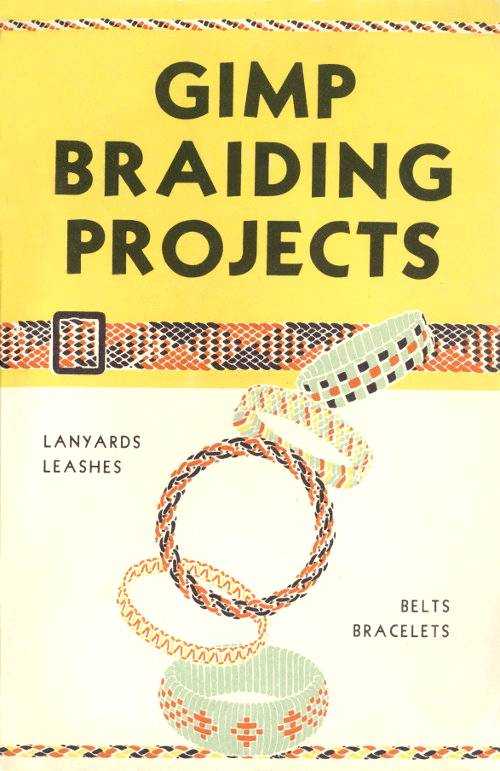 GIMP
BRAIDING
PROJECTS
LANYARDS
LEASHES
BELTS
BRACELETS